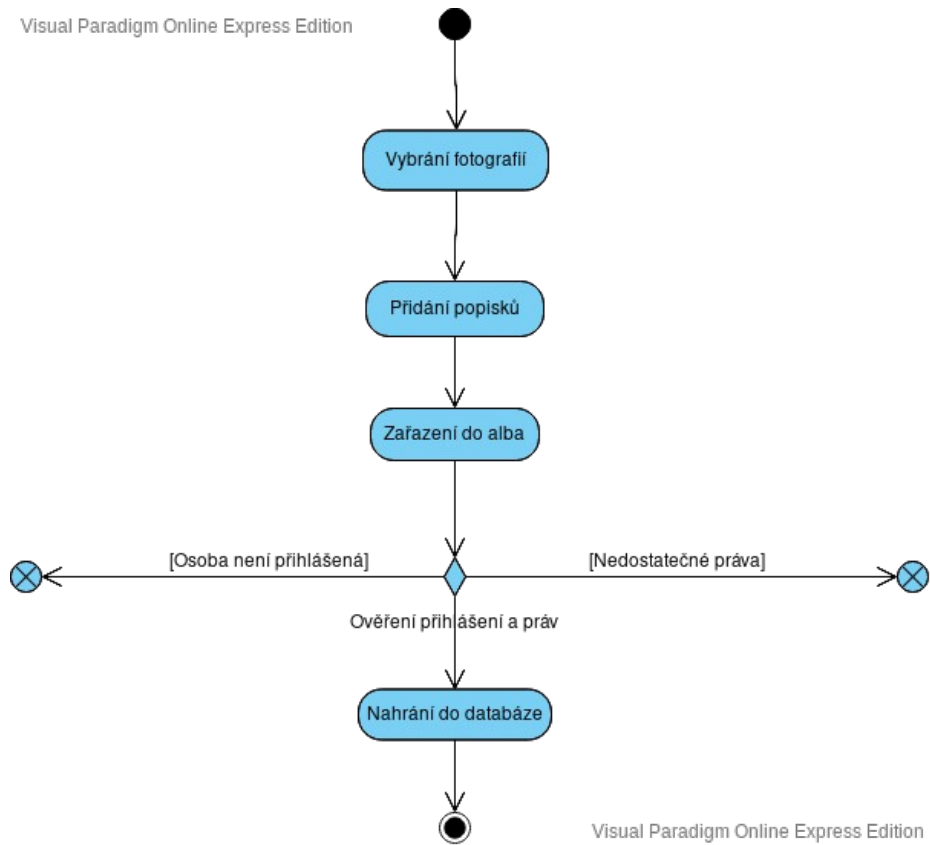 Visual Paradigm Online Express Edition
Vybrání fotografií
Přidání popisků
Zařazení do alba
[Osoba není přihlášená]
[Nedostatečné práva]
Ověření přihlášení a práv
Nahrání do databáze
Visual Paradigm Online Express Edition